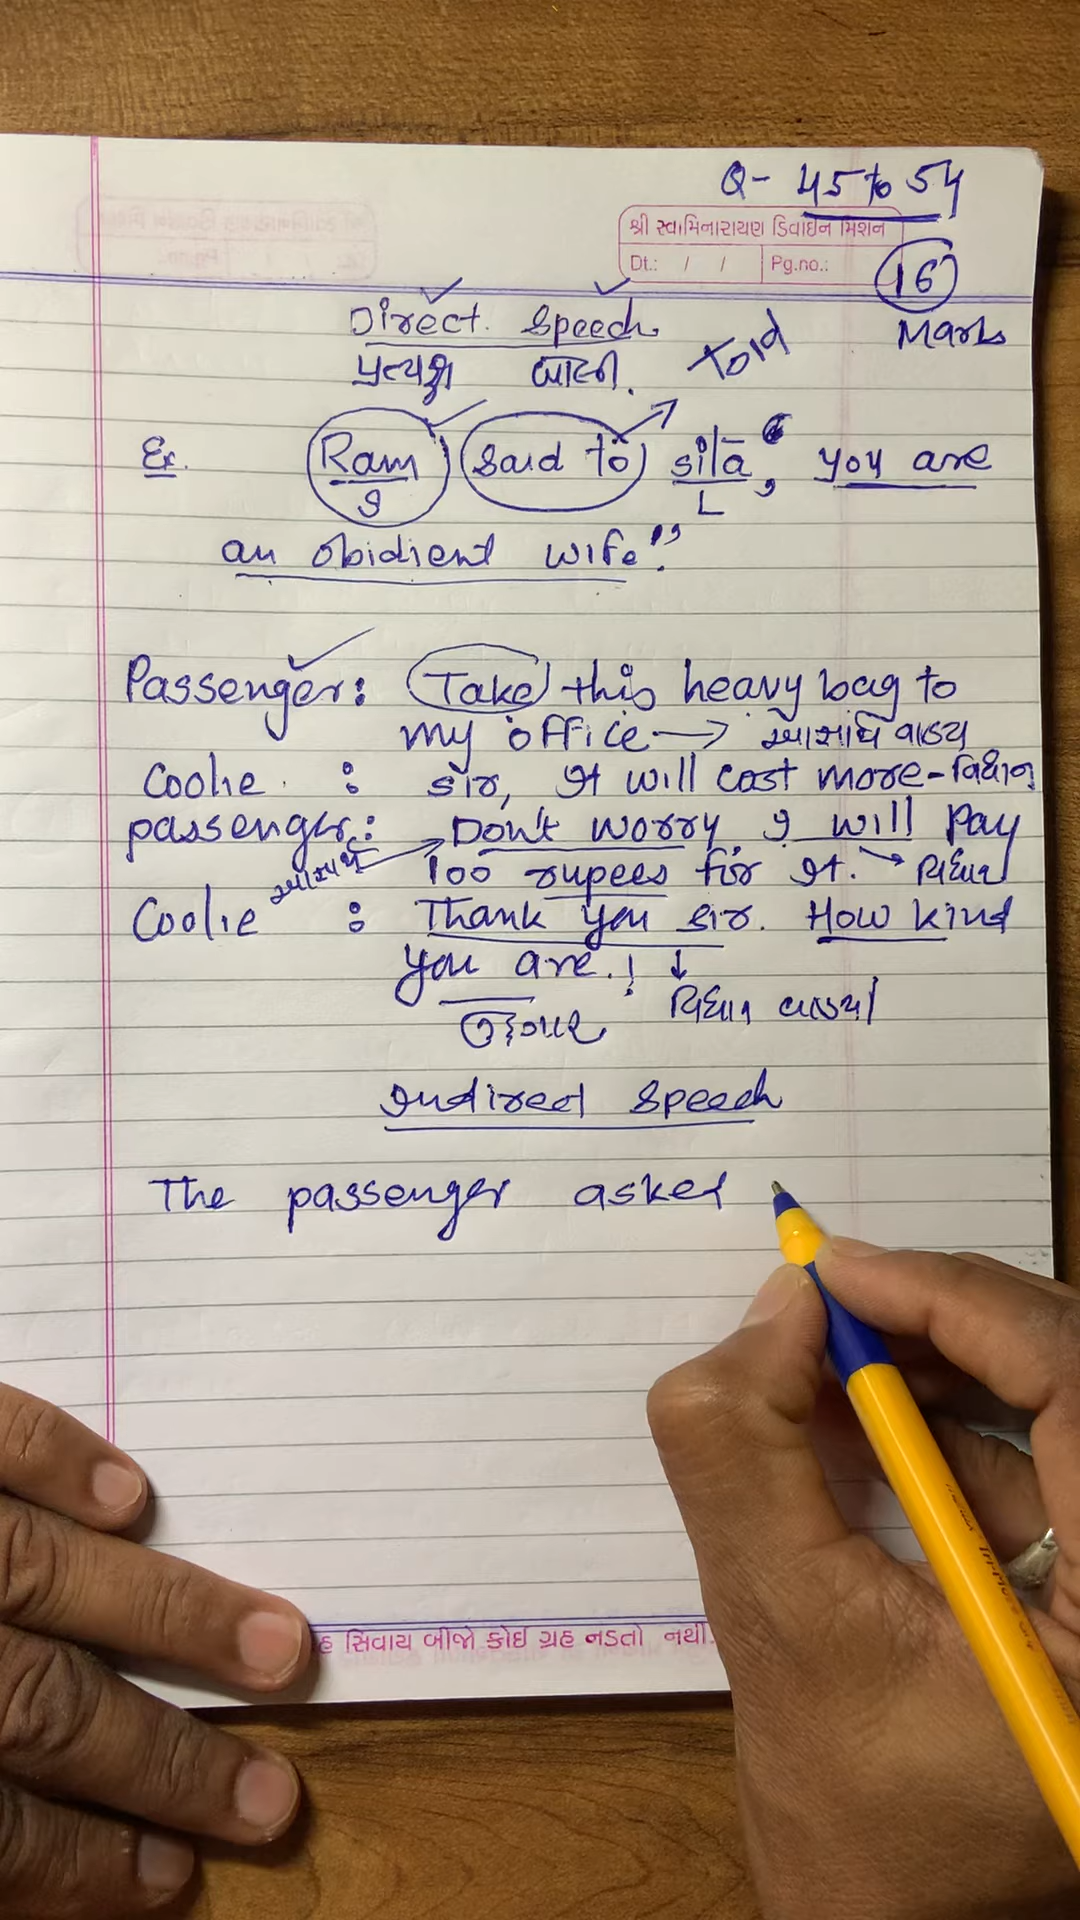 Q- 45 to 54
શ્રી સ્વામિનારાયણ ડિવાઇન મિશન
Dt.: / / Pg.no.:
16
Marks
Direct Speech
પ્રત્યક્ષ બોલી.
told
Ex. Ram said to sila, you are
S L
an obidient wife."
Passenger: Take this heavy bag to
my office → આજ્ઞાર્થ વાક્ય
Coolie : sir, It will cost more - વિધાન
passenger: Don't worry, I will pay
આજ્ઞાર્થ 100 rupees for It. → વિધાન
Coolie : Thank you sir. How kind
you are.! ↓
ઉદ્દગાર વિધાન વાક્ય
Indirect Speech
The passenger asked
હ સિવાય બીજો કોઈ ગ્રહ નડતો નથી.